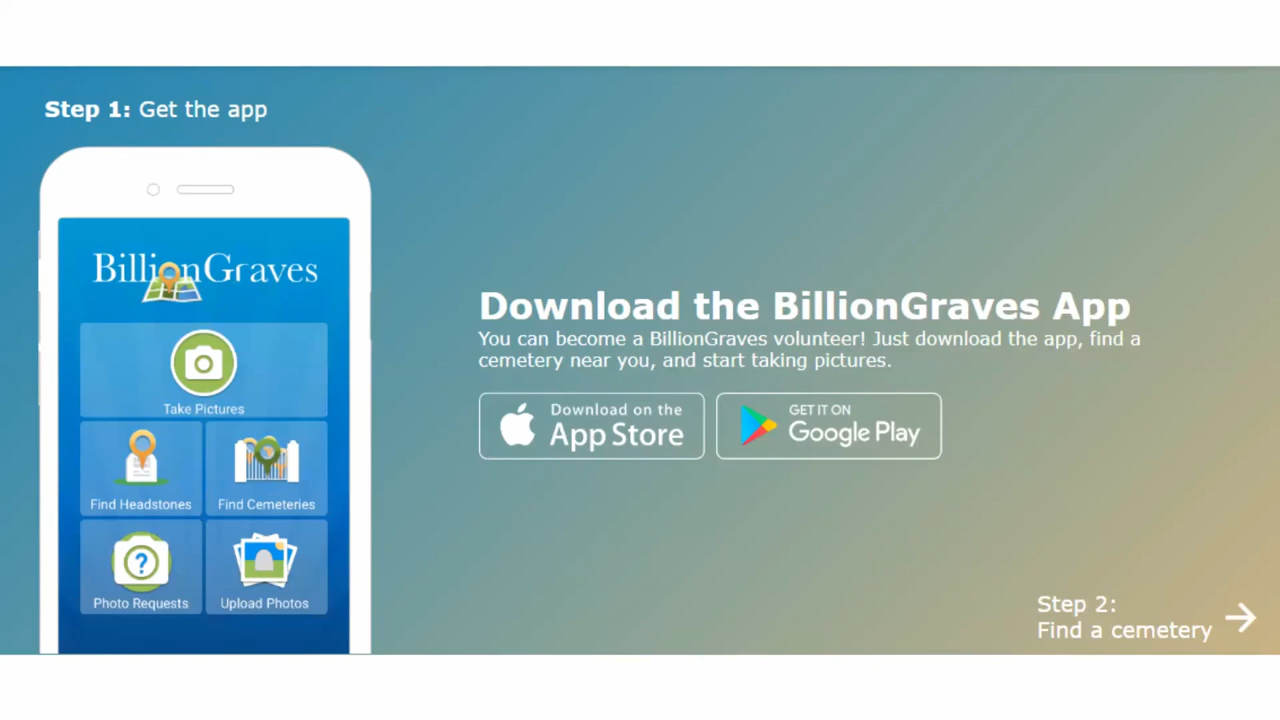 Step 1: Get the app
BillionGraves
Take Pictures
Find Headstones
Find Cemeteries
Photo Requests
Upload Photos
Download the BillionGraves App
You can become a BillionGraves volunteer! Just download the app, find a
cemetery near you, and start taking pictures.
Download on the
App Store
GET IT ON
Google Play
Step 2:
Find a cemetery